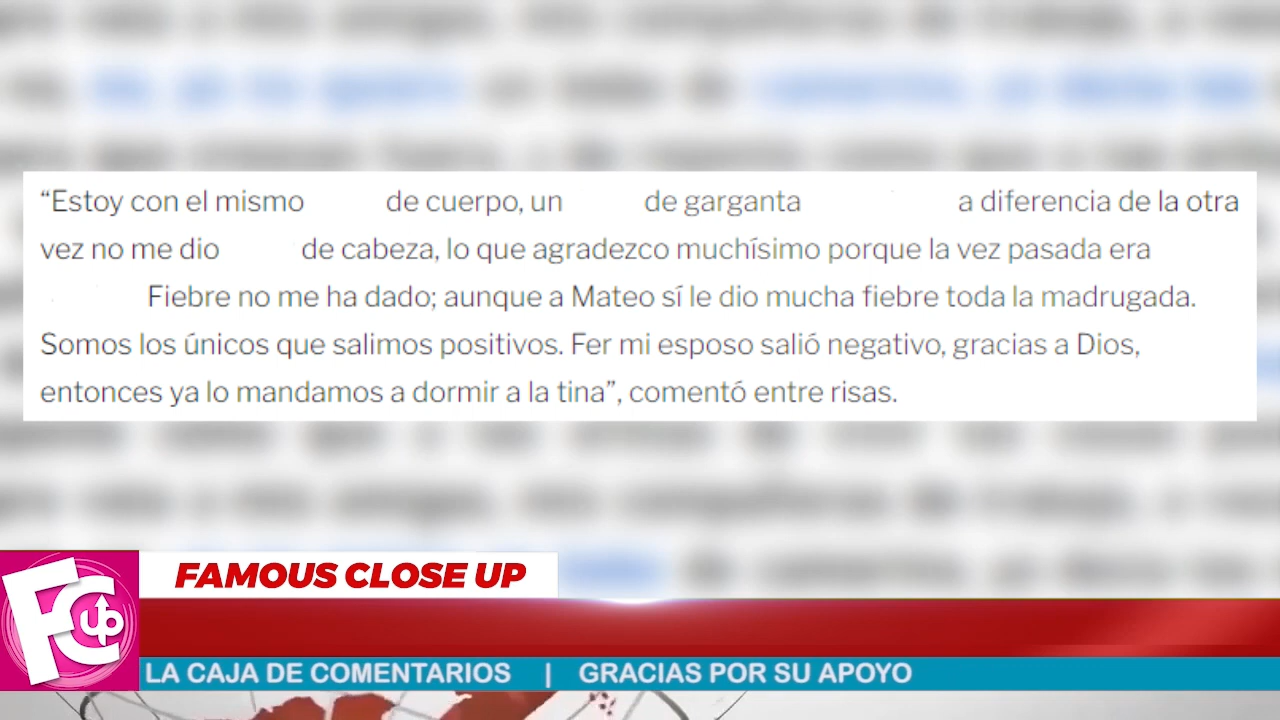 “Estoy con el mismo de cuerpo, un de garganta a diferencia de la otra
vez no me dio de cabeza, lo que agradezco muchísimo porque la vez pasada era
Fiebre no me ha dado; aunque a Mateo sí le dio mucha fiebre toda la madrugada.
Somos los únicos que salimos positivos. Fer mi esposo salió negativo, gracias a Dios,
entonces ya lo mandamos a dormir a la tina”, comentó entre risas.
FAMOUS CLOSE UP
FC up
LA CAJA DE COMENTARIOS | GRACIAS POR SU APOYO